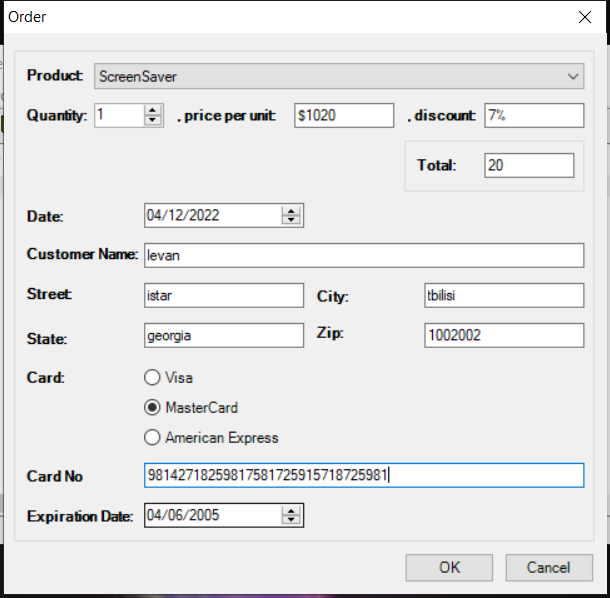 Order
Product: ScreenSaver
Quantity: 1 . price per unit: $1020 . discount: 7%
Total: 20
Date: 04/12/2022
Customer Name: levan
Street: istar City: tbilisi
State: georgia Zip: 1002002
Card: Visa
MasterCard
American Express
Card No 98142718259817581725915718725981
Expiration Date: 04/06/2005
OK Cancel